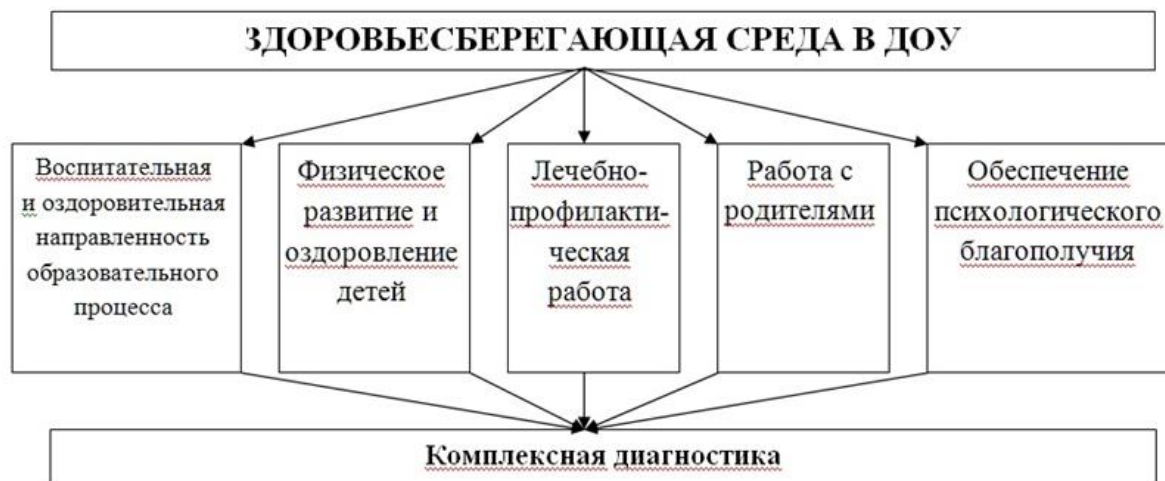 ЗДОРОВЬЕСБЕРЕГАЮЩАЯ СРЕДА В ДОУ
Воспитательная
и оздоровительная
направленность
образовательного
процесса
Физическое
развитие и
оздоровление
детей
Лечебно-
профилакти-
ческая
работа
Работа с
родителями
Обеспечение
психологического
благополучия
Комплексная диагностика